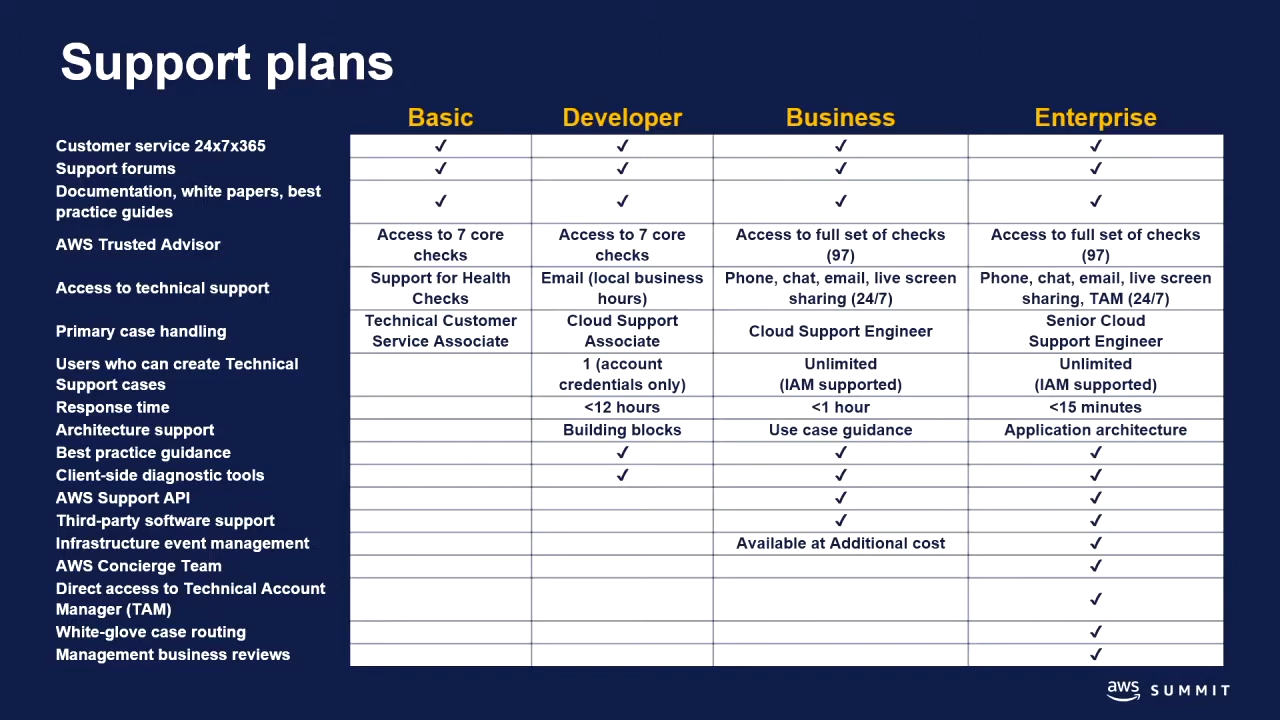 Support plans
Basic Developer Business Enterprise
Customer service 24x7x365 ✓ ✓ ✓ ✓
Support forums ✓ ✓ ✓ ✓
Documentation, white papers, best
practice guides ✓ ✓ ✓ ✓
AWS Trusted Advisor
Access to 7 core
checks
Access to 7 core
checks
Access to full set of checks
(97)
Access to full set of checks
(97)
Access to technical support
Support for Health
Checks
Email (local business
hours)
Phone, chat, email, live screen
sharing (24/7)
Phone, chat, email, live screen
sharing, TAM (24/7)
Primary case handling
Technical Customer
Service Associate
Cloud Support
Associate
Cloud Support Engineer
Senior Cloud
Support Engineer
Users who can create Technical
Support cases
1 (account
credentials only)
Unlimited
(IAM supported)
Unlimited
(IAM supported)
Response time <12 hours <1 hour <15 minutes
Architecture support Building blocks Use case guidance Application architecture
Best practice guidance ✓ ✓ ✓
Client-side diagnostic tools ✓ ✓ ✓
AWS Support API ✓ ✓
Third-party software support ✓ ✓
Infrastructure event management Available at Additional cost ✓
AWS Concierge Team ✓
Direct access to Technical Account
Manager (TAM) ✓
White-glove case routing ✓
Management business reviews ✓
aws SUMMIT